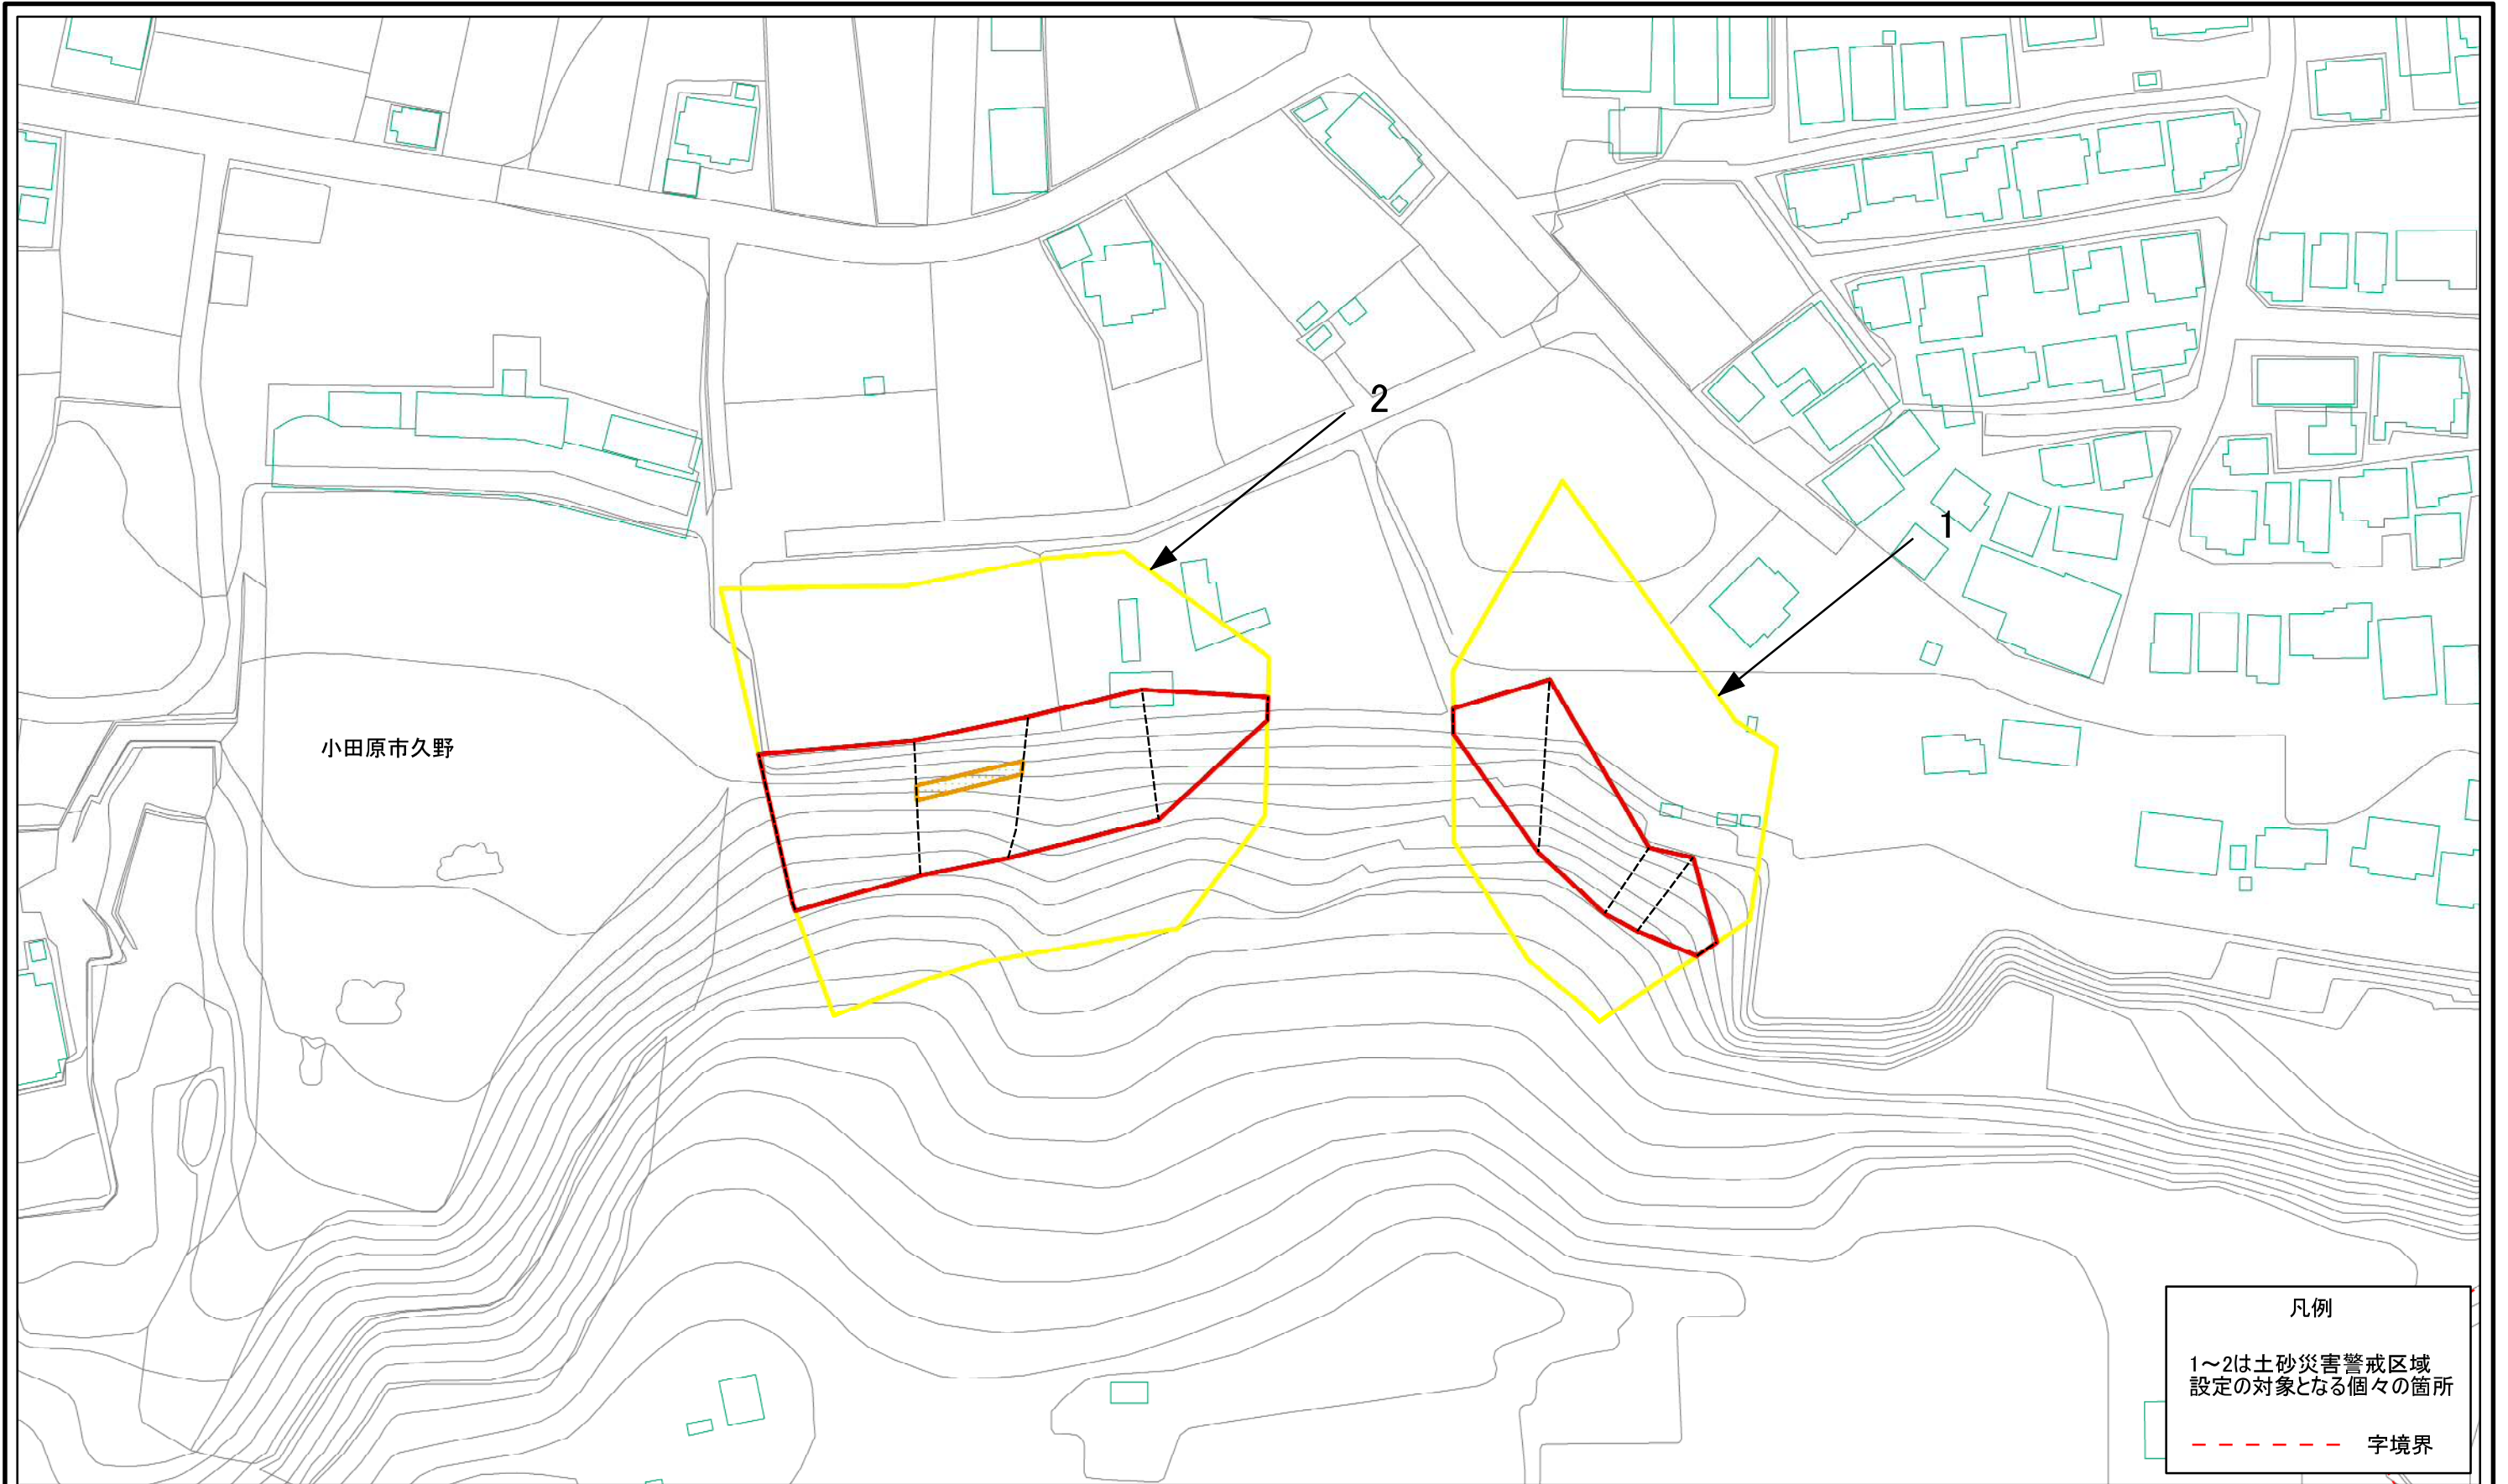 2
1
小田原市久野
凡例
1～2は土砂災害警戒区域
設定の対象となる個々の箇所
字境界